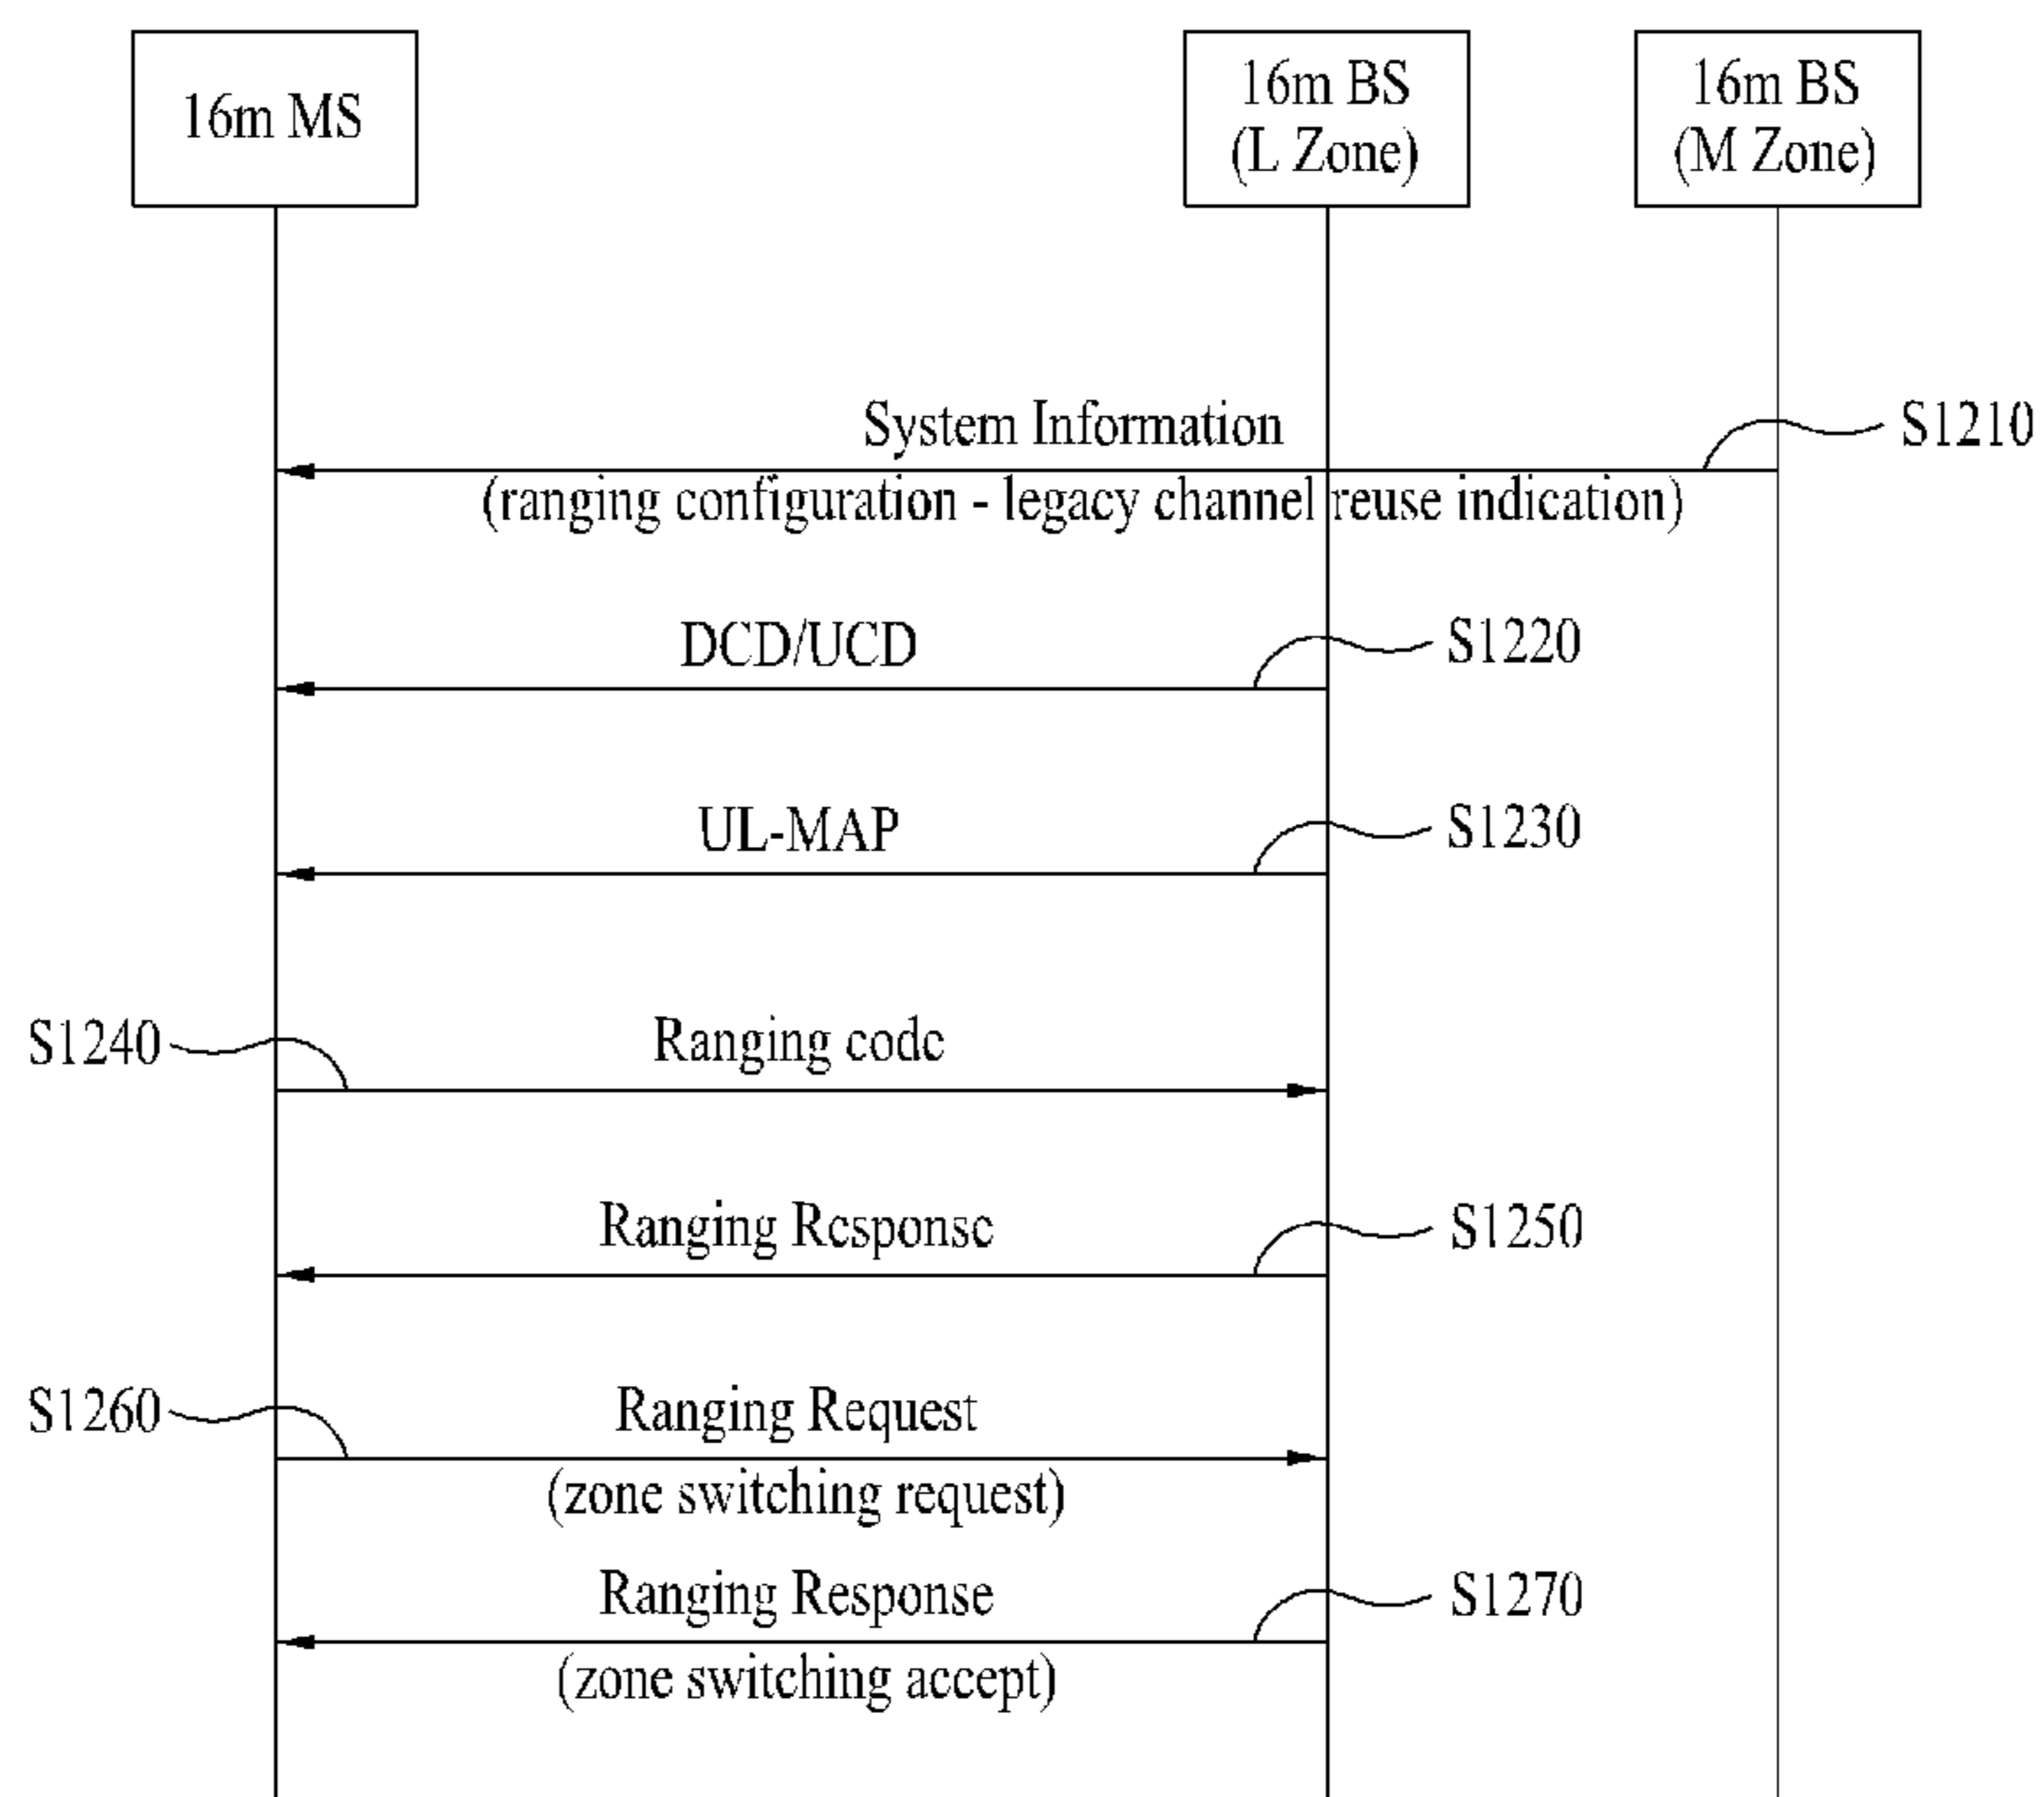 16m MS
16m BS
(L Zone)
16m BS
(M Zone)
System Information
S1210
(ranging configuration - legacy channel reuse indication)
DCD/UCD
S1220
UL-MAP
S1230
S1240
Ranging code
Ranging Response
S1250
S1260
Ranging Request
(zone switching request)
Ranging Response
S1270
(zone switching accept)